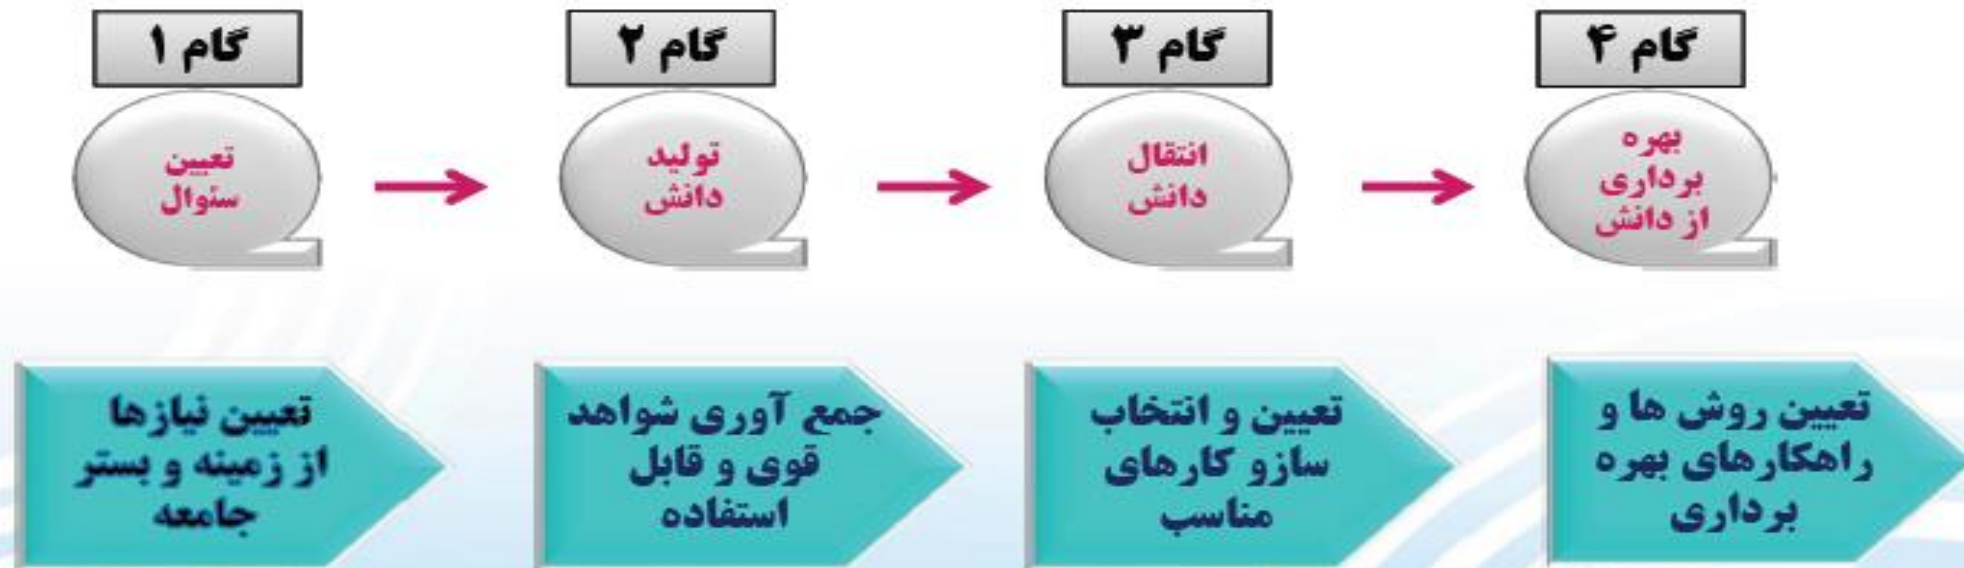 گام ۱
تعیین
سئوال
تعیین نیازها
از زمینه و بستر
جامعه
گام ۲
تولید
دانش
جمع آوری شواهد
قوی و قابل
استفاده
گام ۳
انتقال
دانش
تعیین و انتخاب
سازو کارهای
مناسب
گام ۴
بهره
برداری
از دانش
تعیین روش ها و
راهکارهای بهره
برداری